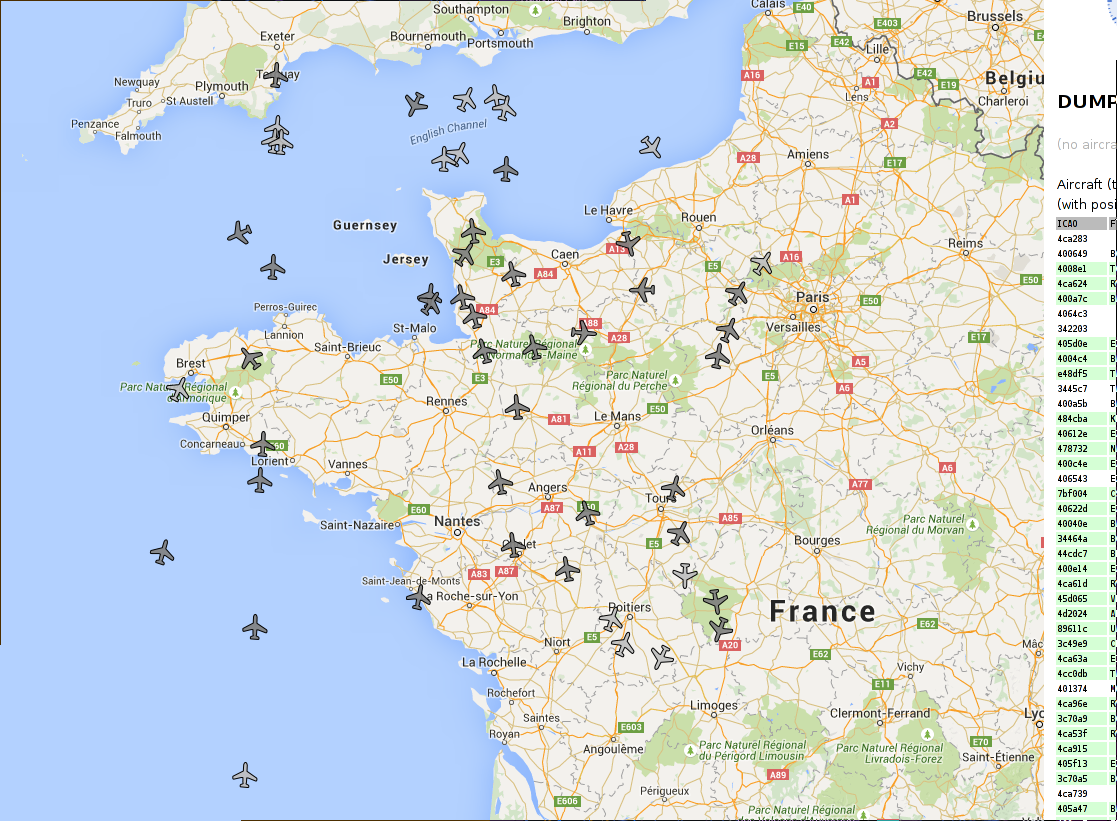 Southampton
Calais
E40
Brussels
Exeter
Bournemouth
Portsmouth
Brighton
E403
E15
E42
Lille
E42
E19
Belgiu
Newquay
Plymouth
A16
A1
Lens
Charleroi
DUMP
Truro
St Austell
Penzance
Falmouth
English Channel
A2
(no aircra
A28
Amiens
E17
Aircraft (t
(with posi
A1
Le Havre
Rouen
Guernsey
ICAO
4ca283
Reims
Jersey
E3
Caen
A16
400649
E5
4008e1
A84
E50
4ca624
Paris
E50
400a7c
Perros-Guirec
A84
4064c3
St-Malo
Versailles
342203
Lannion
A28
E17
405d0e
Saint-Brieuc
Parc Naturel Régional
Normandie-Maine
4004c4
Brest
A5
e48df5
E50
E3
Parc Naturel
Régional du Perche
E5
A6
3445c7
400a5b
Rennes
E50
484cba
Quimper
A81
Le Mans
40612e
Orléans
478732
Concarneau
A28
400c4e
Lorient
Vannes
A11
A6
406543
Angers
A77
7bf004
Tours
40622d
E60
A87
Saint-Nazaire
Nantes
A85
Parc Naturel
Régional du Morvan
40040e
34464a
E5
Bourges
44cdc7
400e14
A83
A87
Saint-Jean-de-Monts
4ca61d
La Roche-sur-Yon
45d065
Poitiers
France
4d2024
E62
89611c
Niort
E5
A20
3c49e9
La Rochelle
E62
4ca63a
Vichy
4cc0db
Rochefort
E11
401374
Limoges
4ca96e
Saintes
Clermont-Ferrand
3c70a9
E603
Royan
4ca53f
Angoulême
Parc Naturel Régional
du Périgord Limousin
Parc Naturel Régional
Livradois-Forez
E70
4ca915
Saint-Étienne
405f13
A89
3c70a5
Périgueux
4ca739
E606
Parc Naturel Régional
405a47